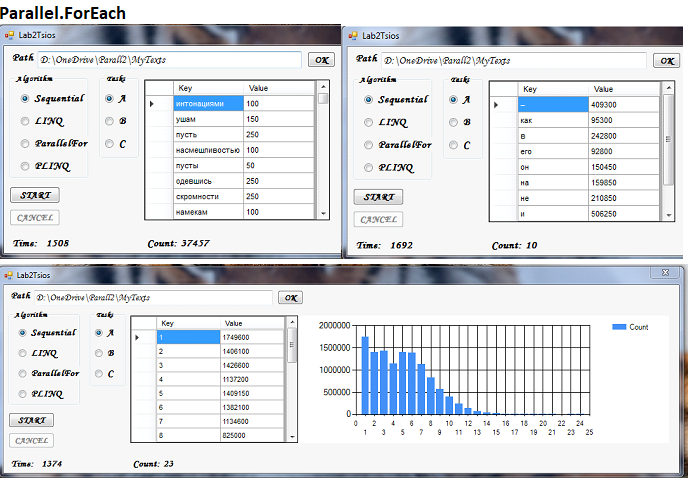 Parallel.ForEach
Lab2Tsios
Path D:\OneDrive\Parall2\MyTexts OK
Algorithm Tasks
Sequential A
LINQ B
ParallelFor C
PLINQ
START
CANCEL
Key Value
интонациями 100
ушам 150
пусть 250
насмешливостью 100
пусты 50
одевшись 250
скромности 250
намекам 100
Time: 1508 Count: 37457
Lab2Tsios
Path D:\OneDrive\Parall2\MyTexts OK
Algorithm Tasks
Sequential A
LINQ B
ParallelFor C
PLINQ
START
CANCEL
Key Value
– 409300
как 95300
в 242800
его 92800
он 150450
на 159850
не 210850
и 506250
Time: 1692 Count: 10
Lab2Tsios
Path D:\OneDrive\Parall2\MyTexts OK
Algorithm Tasks
Sequential A
LINQ B
ParallelFor C
PLINQ
START
CANCEL
Key Value
1 1749600
2 1406100
3 1426600
4 1137200
5 1409150
6 1382100
7 1134600
8 825000
2000000
1500000
1000000
500000
0
0 2 4 6 8 10 12 14 16 18 20 22 24
1 3 5 7 9 11 13 15 17 19 21 23 25
Count
Time: 1374 Count: 23